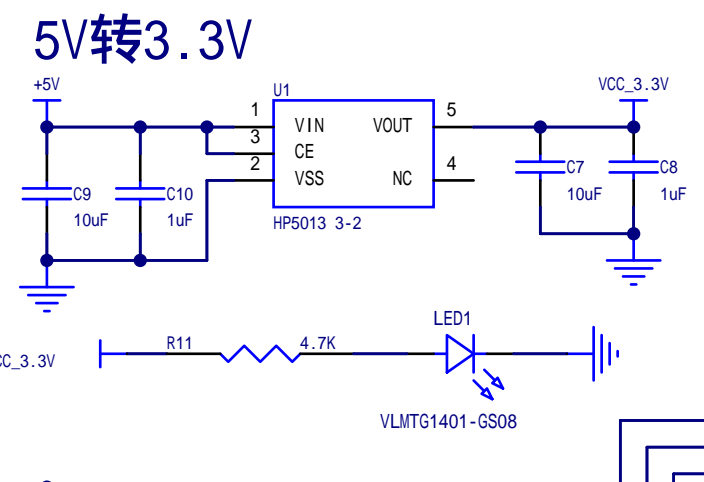 5V转3.3V
+5V
U1
VCC_3.3V
1
VIN
VOUT
5
3
CE
2
VSS
NC
4
C9
10uF
C10
1uF
C7
10uF
C8
1uF
HP5013 3-2
LED1
CC_3.3V
R11
4.7K
VLMTG1401-GS08